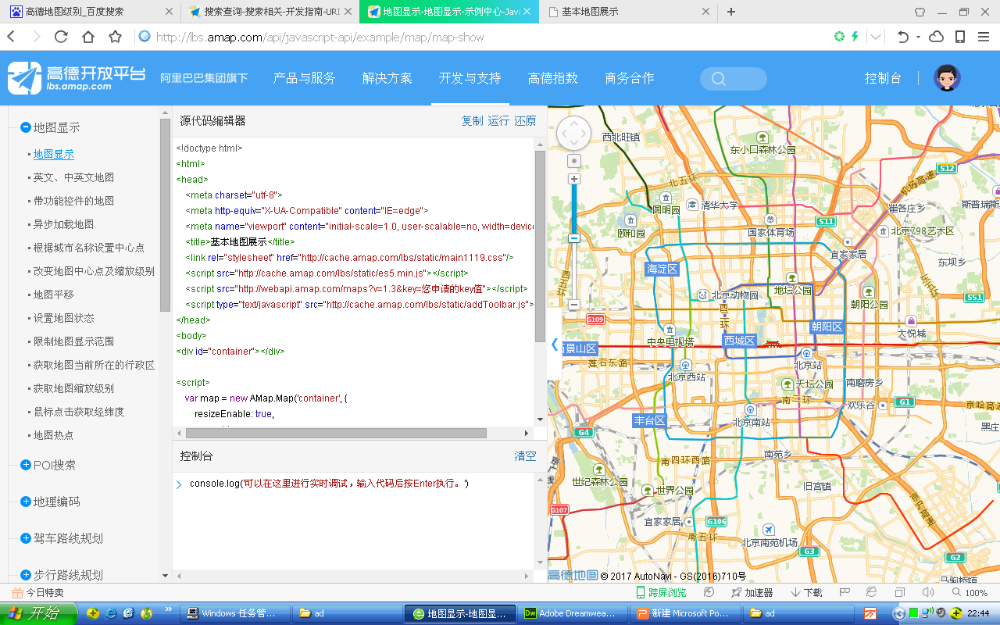 高德地图级别_百度搜索
搜索查询-搜索相关-开发指南-URI
地图显示-地图显示-示例中心-Java
基本地图展示
http://lbs.amap.com/api/javascript-api/example/map/map-show
高德开放平台
lbs.amap.com
阿里巴巴集团旗下
产品与服务
解决方案
开发与支持
高德指数
商务合作
控制台
地图显示
地图显示
英文、中英文地图
带功能控件的地图
异步加载地图
根据城市名称设置中心点
改变地图中心点及缩放级别
地图平移
设置地图状态
限制地图显示范围
获取地图当前所在的行政区
获取地图缩放级别
鼠标点击获取经纬度
地图热点
POI搜索
地理编码
驾车路线规划
步行路线规划
源代码编辑器
复制 运行 还原
<!doctype html>
<html>
<head>
<meta charset="utf-8">
<meta http-equiv="X-UA-Compatible" content="IE=edge">
<meta name="viewport" content="initial-scale=1.0, user-scalable=no, width=device
<title>基本地图展示</title>
<link rel="stylesheet" href="http://cache.amap.com/lbs/static/main1119.css"/>
<script src="http://cache.amap.com/lbs/static/es5.min.js"></script>
<script src="http://webapi.amap.com/maps?v=1.3&key=您申请的key值"></script>
<script type="text/javascript" src="http://cache.amap.com/lbs/static/addToolbar.js">
</head>
<body>
<div id="container"></div>
<script>
var map = new AMap.Map('container', {
resizeEnable: true,
控制台
清空
console.log('可以在这里进行实时调试，输入代码后按Enter执行。')
西北旺镇
东小口森林公园
S12
机场高速
北五环
圆明园
清华大学
崔各庄乡
斯普瑞斯
颐和园
国家体育场
S11
北京798艺术区
宜家家居
东坝乡
海淀区
西五环
东五环
北京动物园
地坛公园
朝阳公园
S51
西二环
G109
朝阳区
大悦城
中央电视塔
西城区
石景山区
莲石东路
北京西站
北京站
天坛公园
南磨房乡
南二环
欢乐谷
G1
京哈高
丰台区
北京南站
G4
黑庄
南四环西路
南苑乡
京广线
世纪森林公园
世界公园
旧宫镇
G107
宜家家居
G106
京沪高速
南五环
北京南苑机场
G3
G2
马驹桥镇
高德地图 © 2017 AutoNavi - GS(2016)710号
今日特卖
跨屏浏览
加速器
下载
100%
开始
Windows 任务管...
ad
地图显示-地图显...
Adobe Dreamwea...
新建 Microsoft Po...
ad
22:44